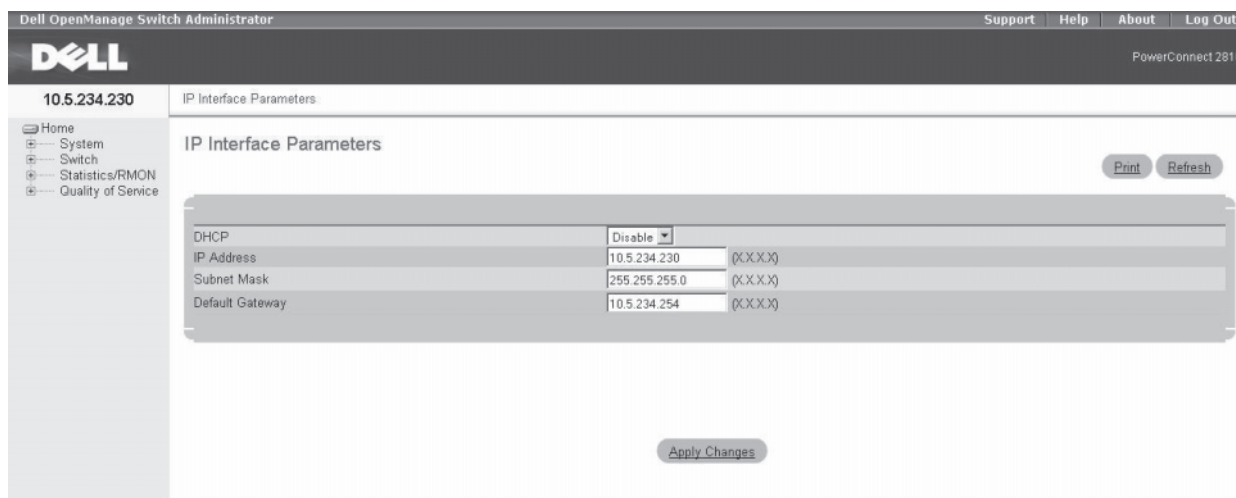 Dell OpenManage Switch Administrator Support Help About Log Out
DELL
PowerConnect 281
10.5.234.230
IP Interface Parameters
Home
System
Switch
Statistics/RMON
Quality of Service
IP Interface Parameters
Print Refresh
DHCP Disable
IP Address 10.5.234.230 (X.X.X.X)
Subnet Mask 255.255.255.0 (X.X.X.X)
Default Gateway 10.5.234.254 (X.X.X.X)
Apply Changes